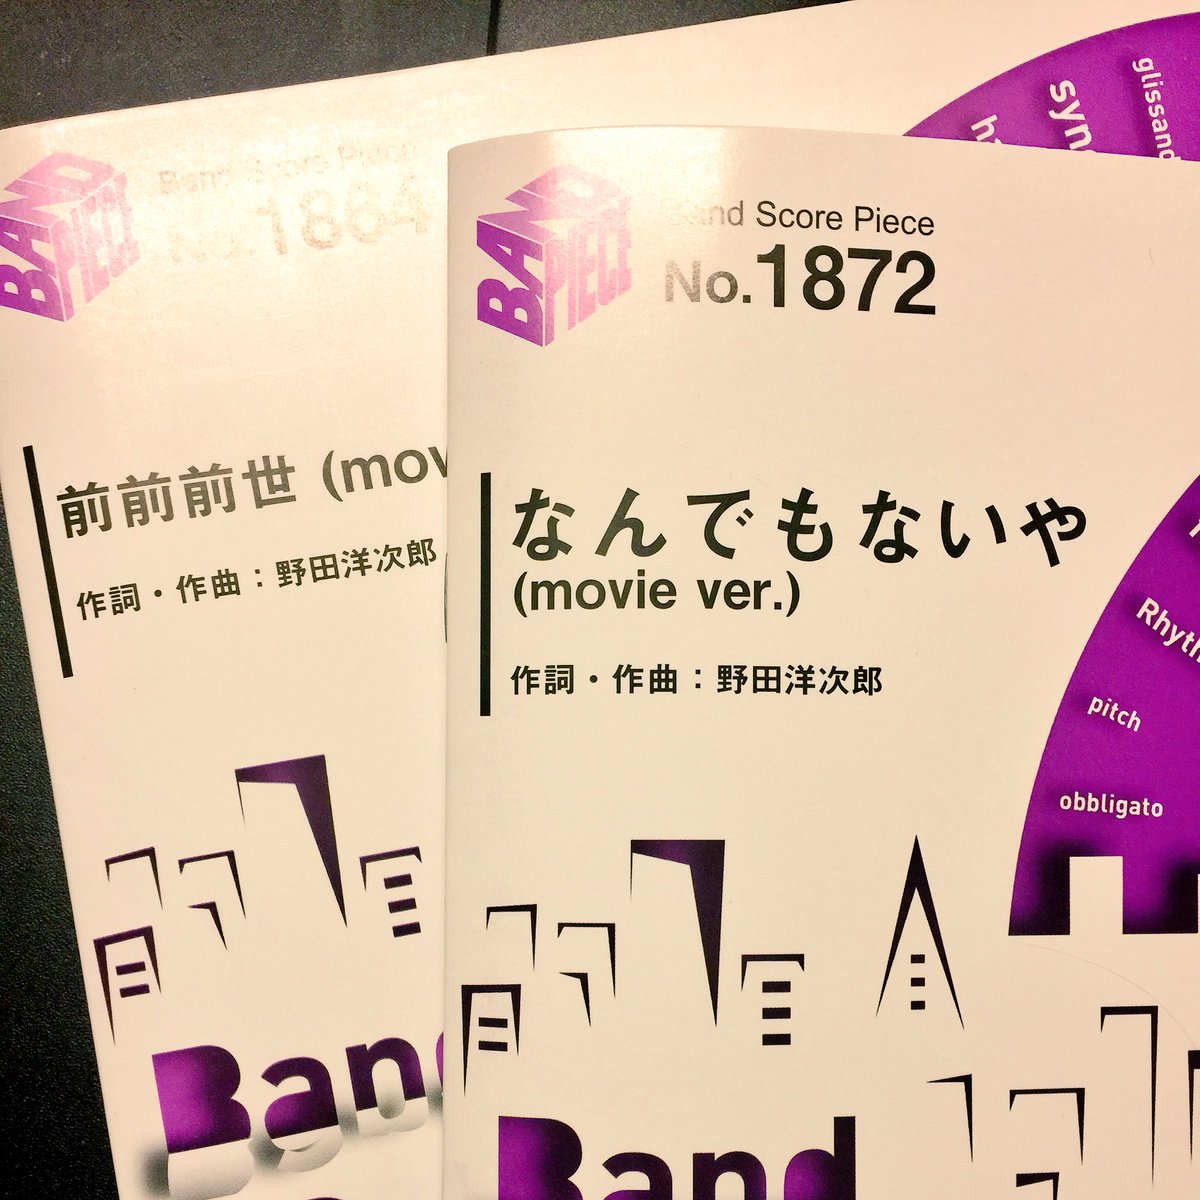 BAND PIECE
Band Score Piece
No.1864
前前前世 (mov
作詞・作曲：野田洋次郎
Band
BAND PIECE
Band Score Piece
No.1872
なんでもないや
(movie ver.)
作詞・作曲：野田洋次郎
Band
glissand
syn
h
Rhyth
pitch
obbligato